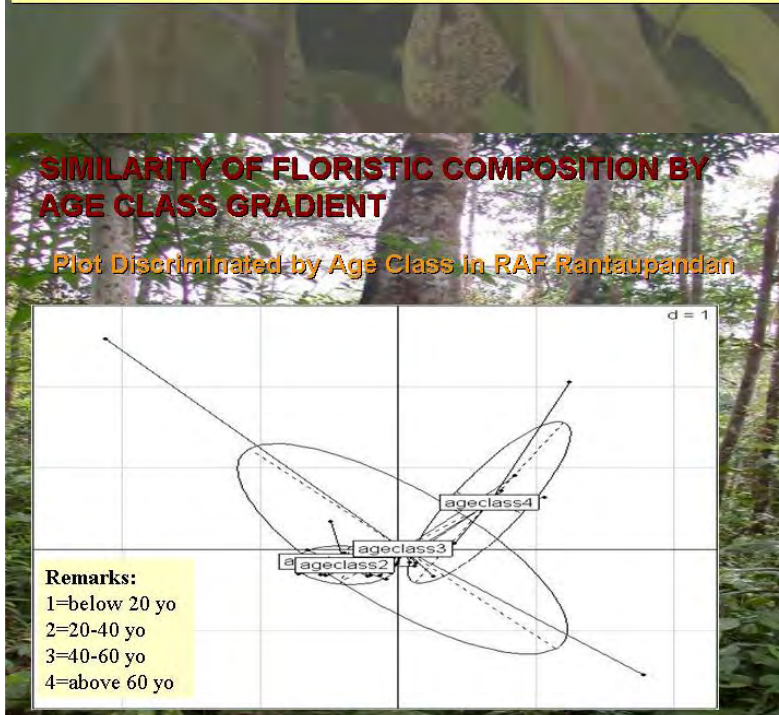 SIMILARITY OF FLORISTIC COMPOSITION BY
AGE CLASS GRADIENT
Plot Discriminated by Age Class in RAF Rantaupandan
d = 1
ageclass4
ageclass3
ageclass2
Remarks:
1=below 20 yo
2=20-40 yo
3=40-60 yo
4=above 60 yo